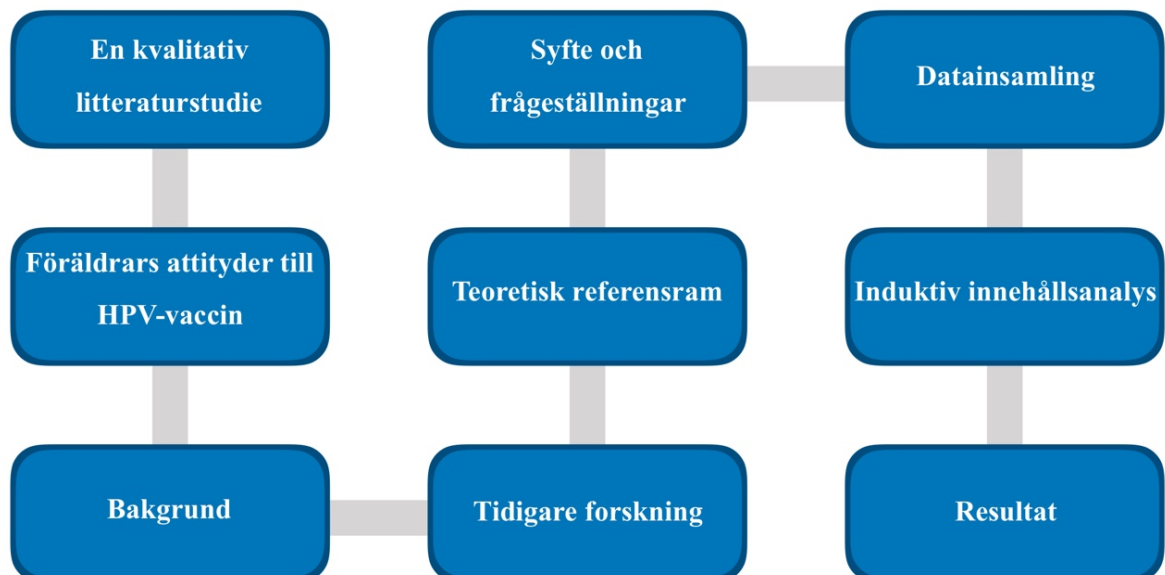 En kvalitativ
litteraturstudie
Föräldrars attityder till
HPV-vaccin
Bakgrund
Tidigare forskning
Teoretisk referensram
Syfte och
frågeställningar
Datainsamling
Induktiv innehållsanalys
Resultat